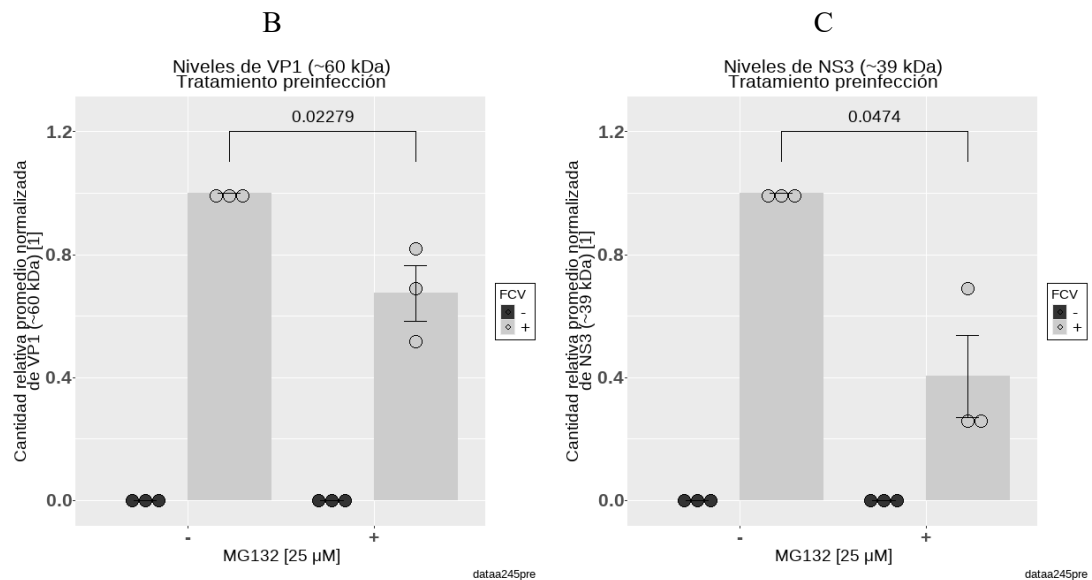 B
Niveles de VP1 (~60 kDa)
Tratamiento preinfección
0.02279
1.2
0.8
0.4
0.0
Cantidad relativa promedio normalizada
de VP1 (~60 kDa) [1]
-
+
MG132 [25 µM]
FCV
-
+
dataa245pre
C
Niveles de NS3 (~39 kDa)
Tratamiento preinfección
0.0474
1.2
0.8
0.4
0.0
Cantidad relativa promedio normalizada
de NS3 (~39 kDa) [1]
-
+
MG132 [25 µM]
FCV
-
+
dataa245pre